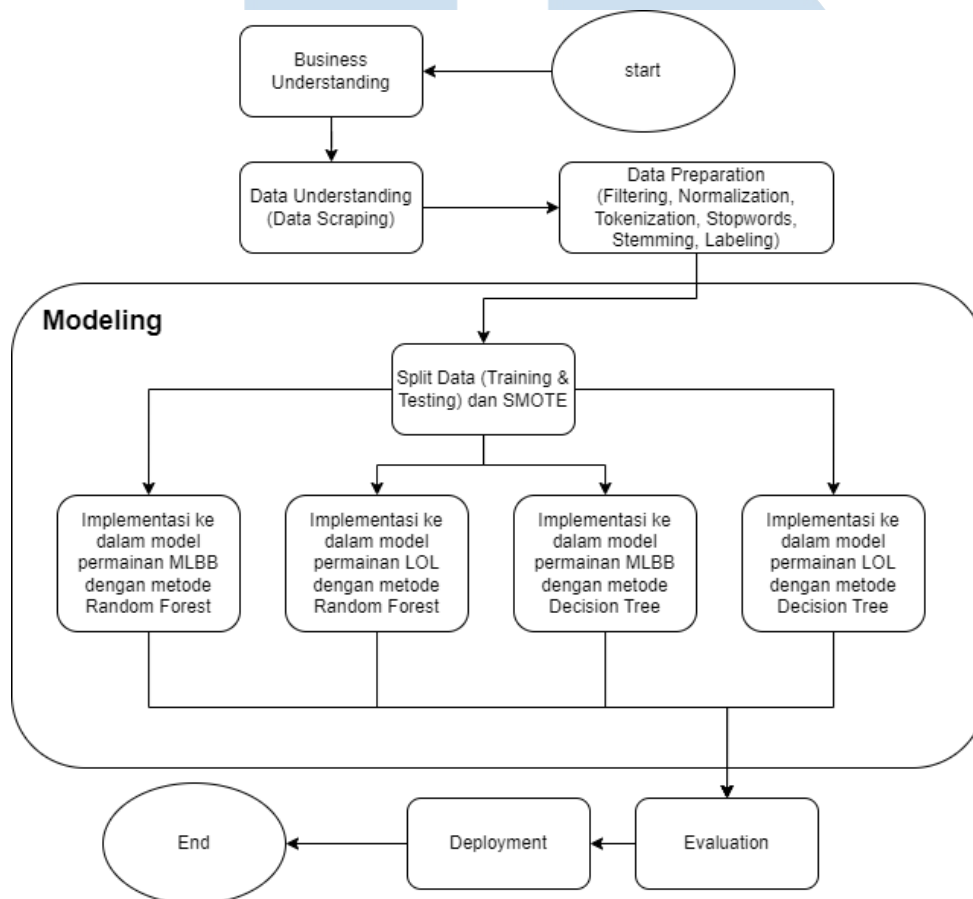 start
Business
Understanding
Data Understanding
(Data Scraping)
Data Preparation
(Filtering, Normalization,
Tokenization, Stopwords,
Stemming, Labeling)
Modeling
Split Data (Training &
Testing) dan SMOTE
Implementasi ke
dalam model
permainan MLBB
dengan metode
Random Forest
Implementasi ke
dalam model
permainan LOL
dengan metode
Random Forest
Implementasi ke
dalam model
permainan MLBB
dengan metode
Decision Tree
Implementasi ke
dalam model
permainan LOL
dengan metode
Decision Tree
Evaluation
Deployment
End